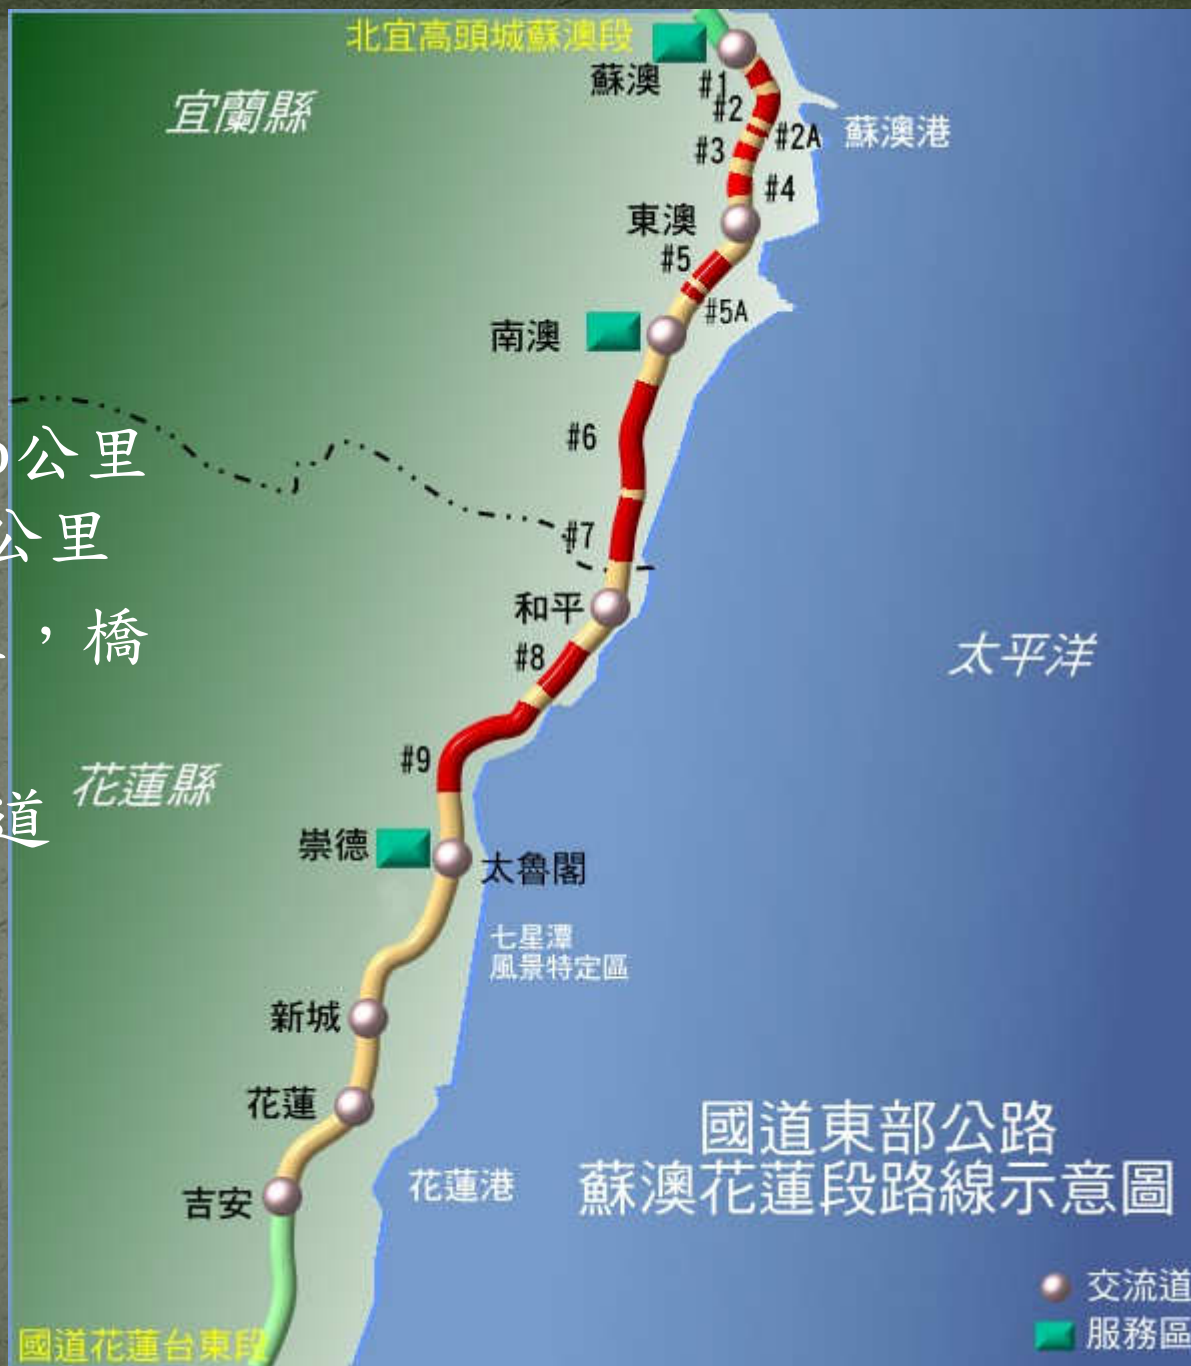 北宜高頭城蘇澳段
蘇澳
#1
宜蘭縣
#2
#2A
蘇澳港
#3
#4
東澳
#5
#5A
南澳
#6
公里
公里
#7
和平
，橋
#8
太平洋
#9
花蓮縣
道
崇德
太魯閣
七星潭
風景特定區
新城
花蓮
國道東部公路
蘇澳花蓮段路線示意圖
花蓮港
吉安
交流道
服務區
國道花蓮台東段